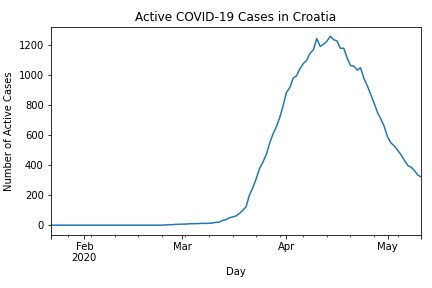 Active COVID-19 Cases in Croatia
Number of Active Cases
1200
1000
800
600
400
200
0
Feb
2020
Mar
Apr
May
Day